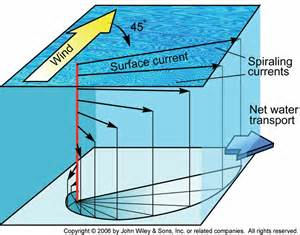 Wind
45°
Surface current
Spiraling
currents
Net water
transport
Copyright © 2006 by John Wiley & Sons, Inc. or related companies. All rights reserved.